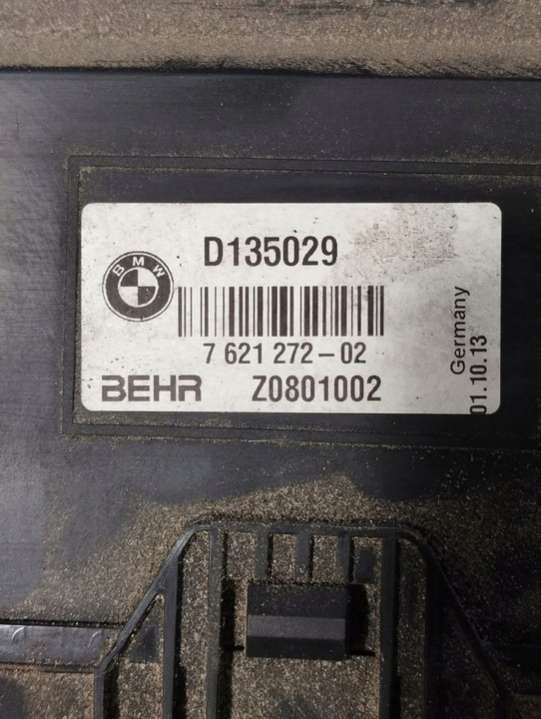 BMW
D135029
7 621 272-02
BEHR Z0801002
Germany
01.10.13